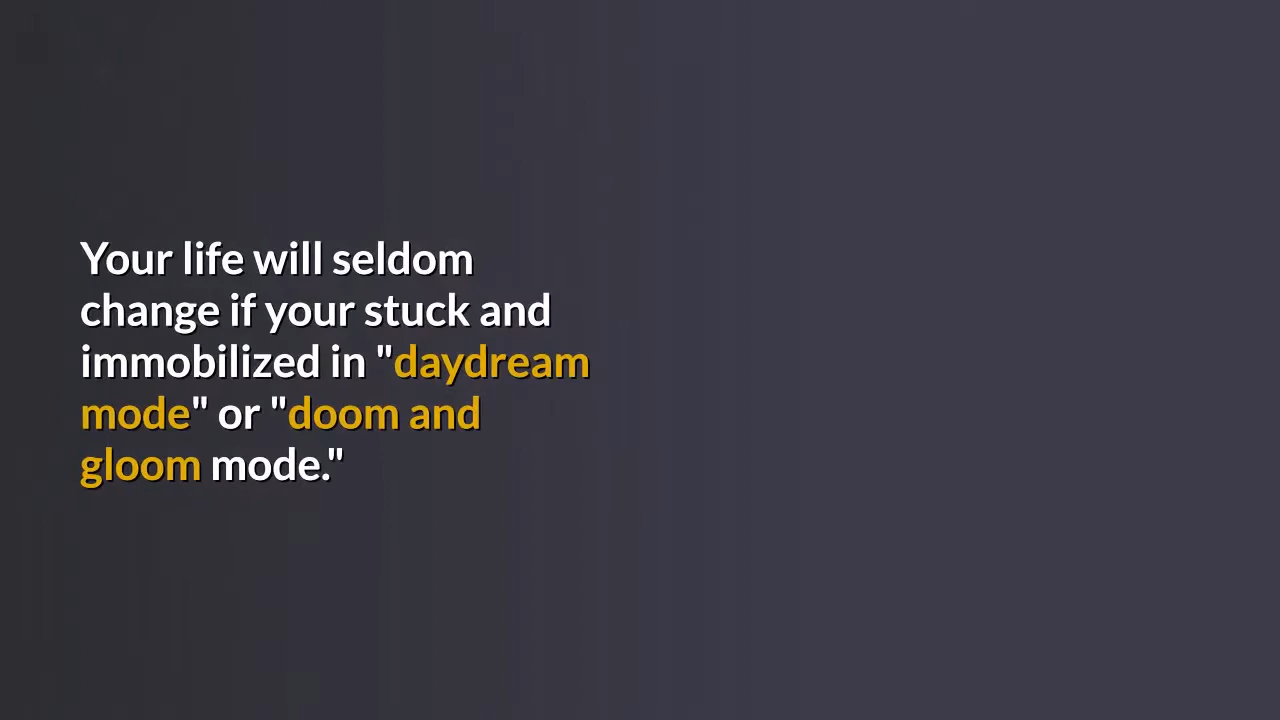 Your life will seldom
change if your stuck and
immobilized in "daydream
mode" or "doom and
gloom mode."